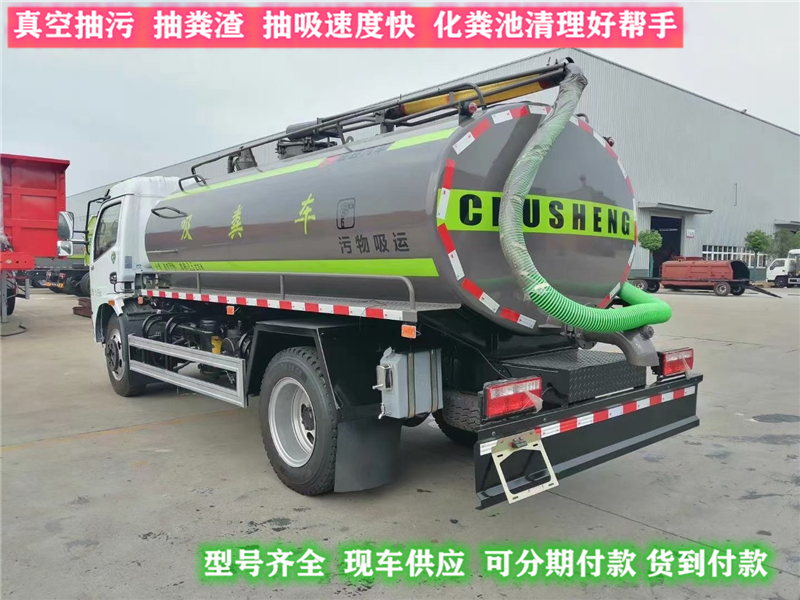 真空抽污 抽粪渣 抽吸速度快 化粪池清理好帮手
吸粪车
污物吸运
6
型号齐全 现车供应 可分期付款 货到付款